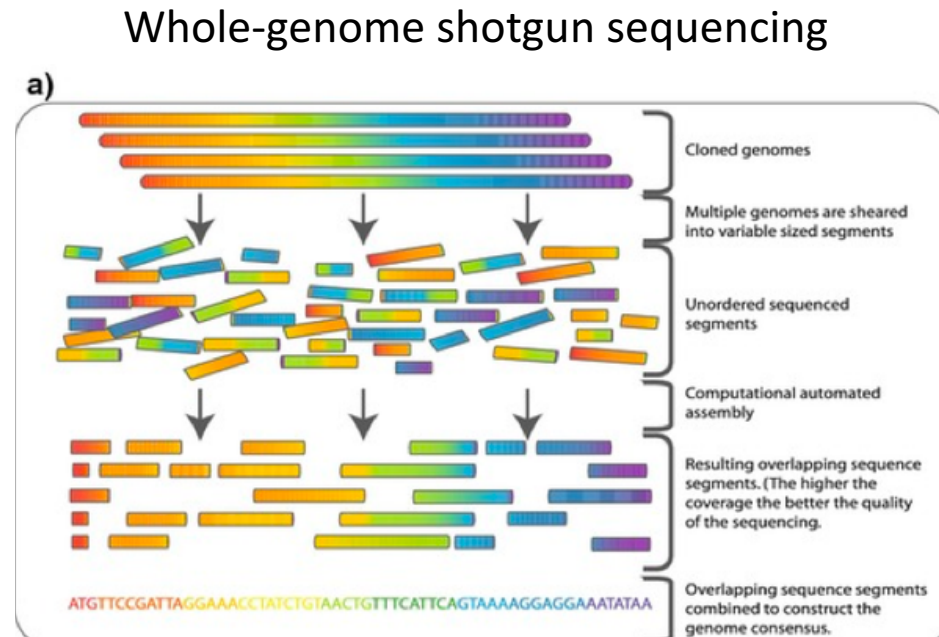 Whole-genome shotgun sequencing
a)
Cloned genomes
Multiple genomes are sheared
into variable sized segments
Unordered sequenced
segments
Computational automated
assembly
Resulting overlapping sequence
segments. (The higher the
coverage the better the quality
of the sequencing.
ATGTTCCGATTAGGAAACCTATCTGTAACTGTTTCATTCAGTAAAAGGAGGAAATATAA
Overlapping sequence segments
combined to construct the
genome consensus.